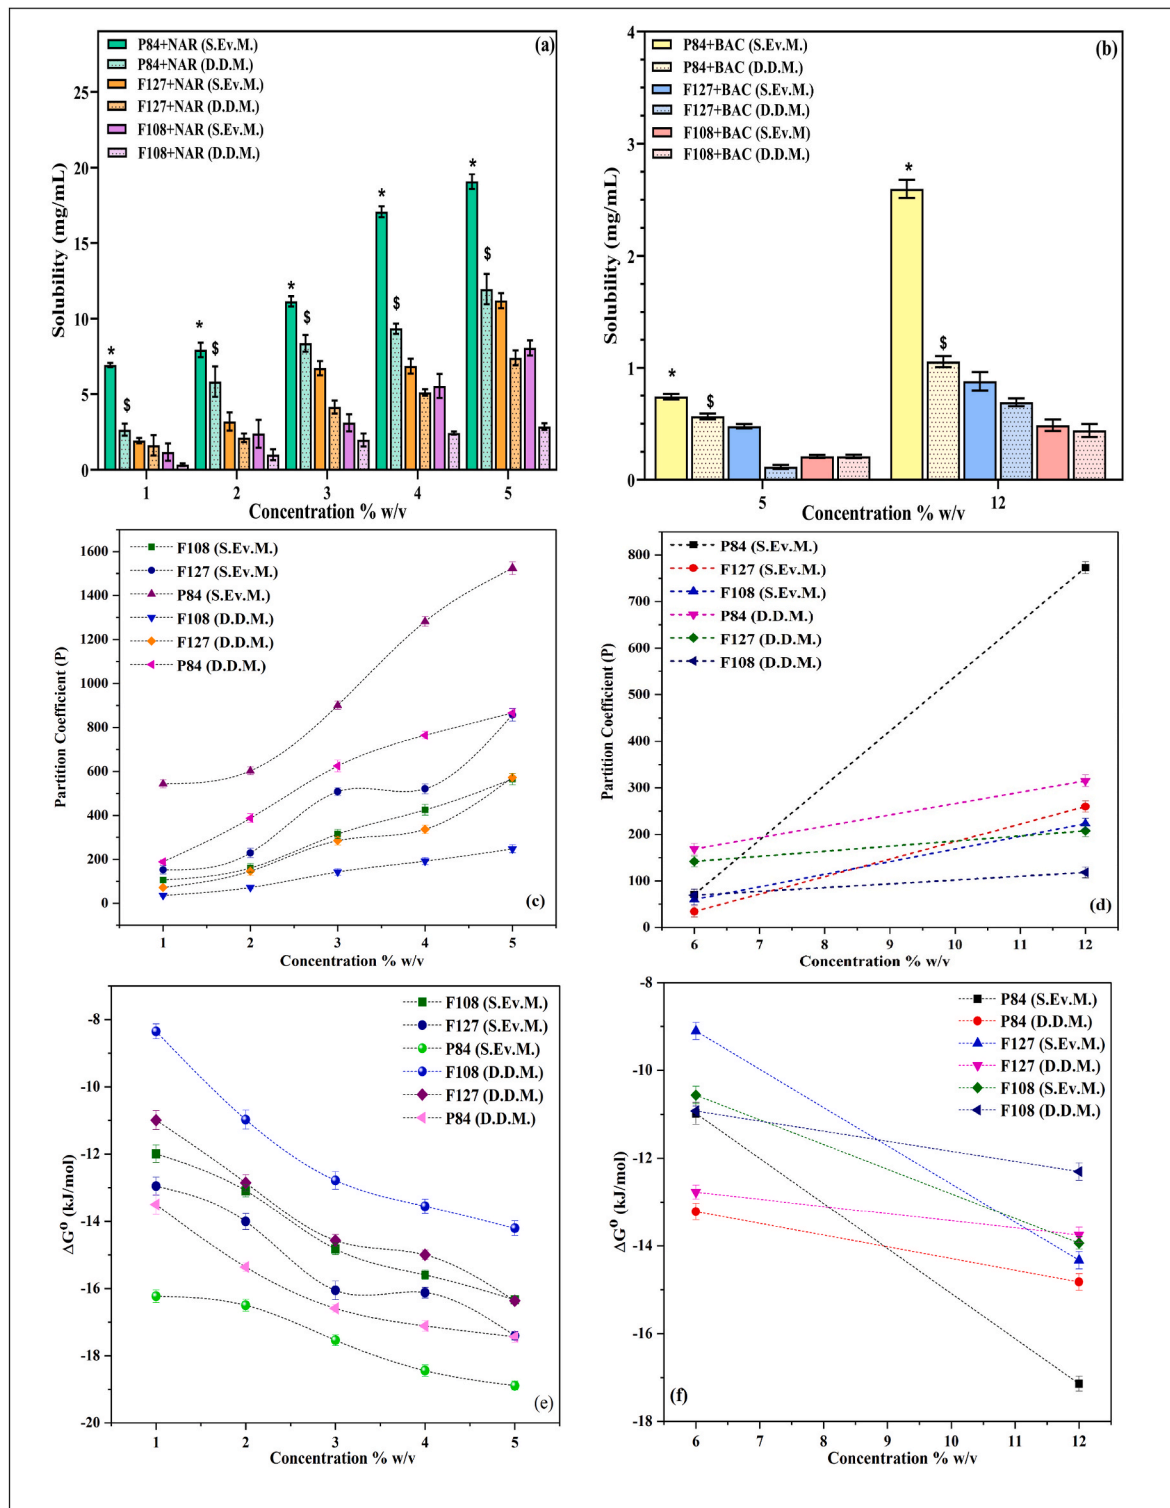 (a)
P84+NAR (S.Ev.M.)
P84+NAR (D.D.M.)
F127+NAR (S.Ev.M.)
F127+NAR (D.D.M.)
F108+NAR (S.Ev.M.)
F108+NAR (D.D.M.)
Solubility (mg/mL)
25
20
15
10
5
0
* $ * $ * $ * $ * $
1 2 3 4 5
Concentration % w/v
(b)
P84+BAC (S.Ev.M.)
P84+BAC (D.D.M.)
F127+BAC (S.Ev.M.)
F127+BAC (D.D.M.)
F108+BAC (S.Ev.M)
F108+BAC (D.D.M.)
Solubility (mg/mL)
4
3
2
1
0
* $ * $
5 12
Concentration % w/v
F108 (S.Ev.M.)
F127 (S.Ev.M.)
P84 (S.Ev.M.)
F108 (D.D.M.)
F127 (D.D.M.)
P84 (D.D.M.)
Partition Coefficient (P)
1600
1400
1200
1000
800
600
400
200
0
(c)
1 2 3 4 5
Concentration % w/v
P84 (S.Ev.M.)
F127 (S.Ev.M.)
F108 (S.Ev.M.)
P84 (D.D.M.)
F127 (D.D.M.)
F108 (D.D.M.)
Partition Coefficient (P)
800
700
600
500
400
300
200
100
0
(d)
6 7 8 9 10 11 12
Concentration % w/v
F108 (S.Ev.M.)
F127 (S.Ev.M.)
P84 (S.Ev.M.)
F108 (D.D.M.)
F127 (D.D.M.)
P84 (D.D.M.)
ΔG⁰ (kJ/mol)
-8
-10
-12
-14
-16
-18
-20
(e)
1 2 3 4 5
Concentration % w/v
P84 (S.Ev.M.)
P84 (D.D.M.)
F127 (S.Ev.M.)
F127 (D.D.M.)
F108 (S.Ev.M.)
F108 (D.D.M.)
ΔG⁰ (kJ/mol)
-8
-10
-12
-14
-16
-18
(f)
6 7 8 9 10 11 12
Concentration % w/v